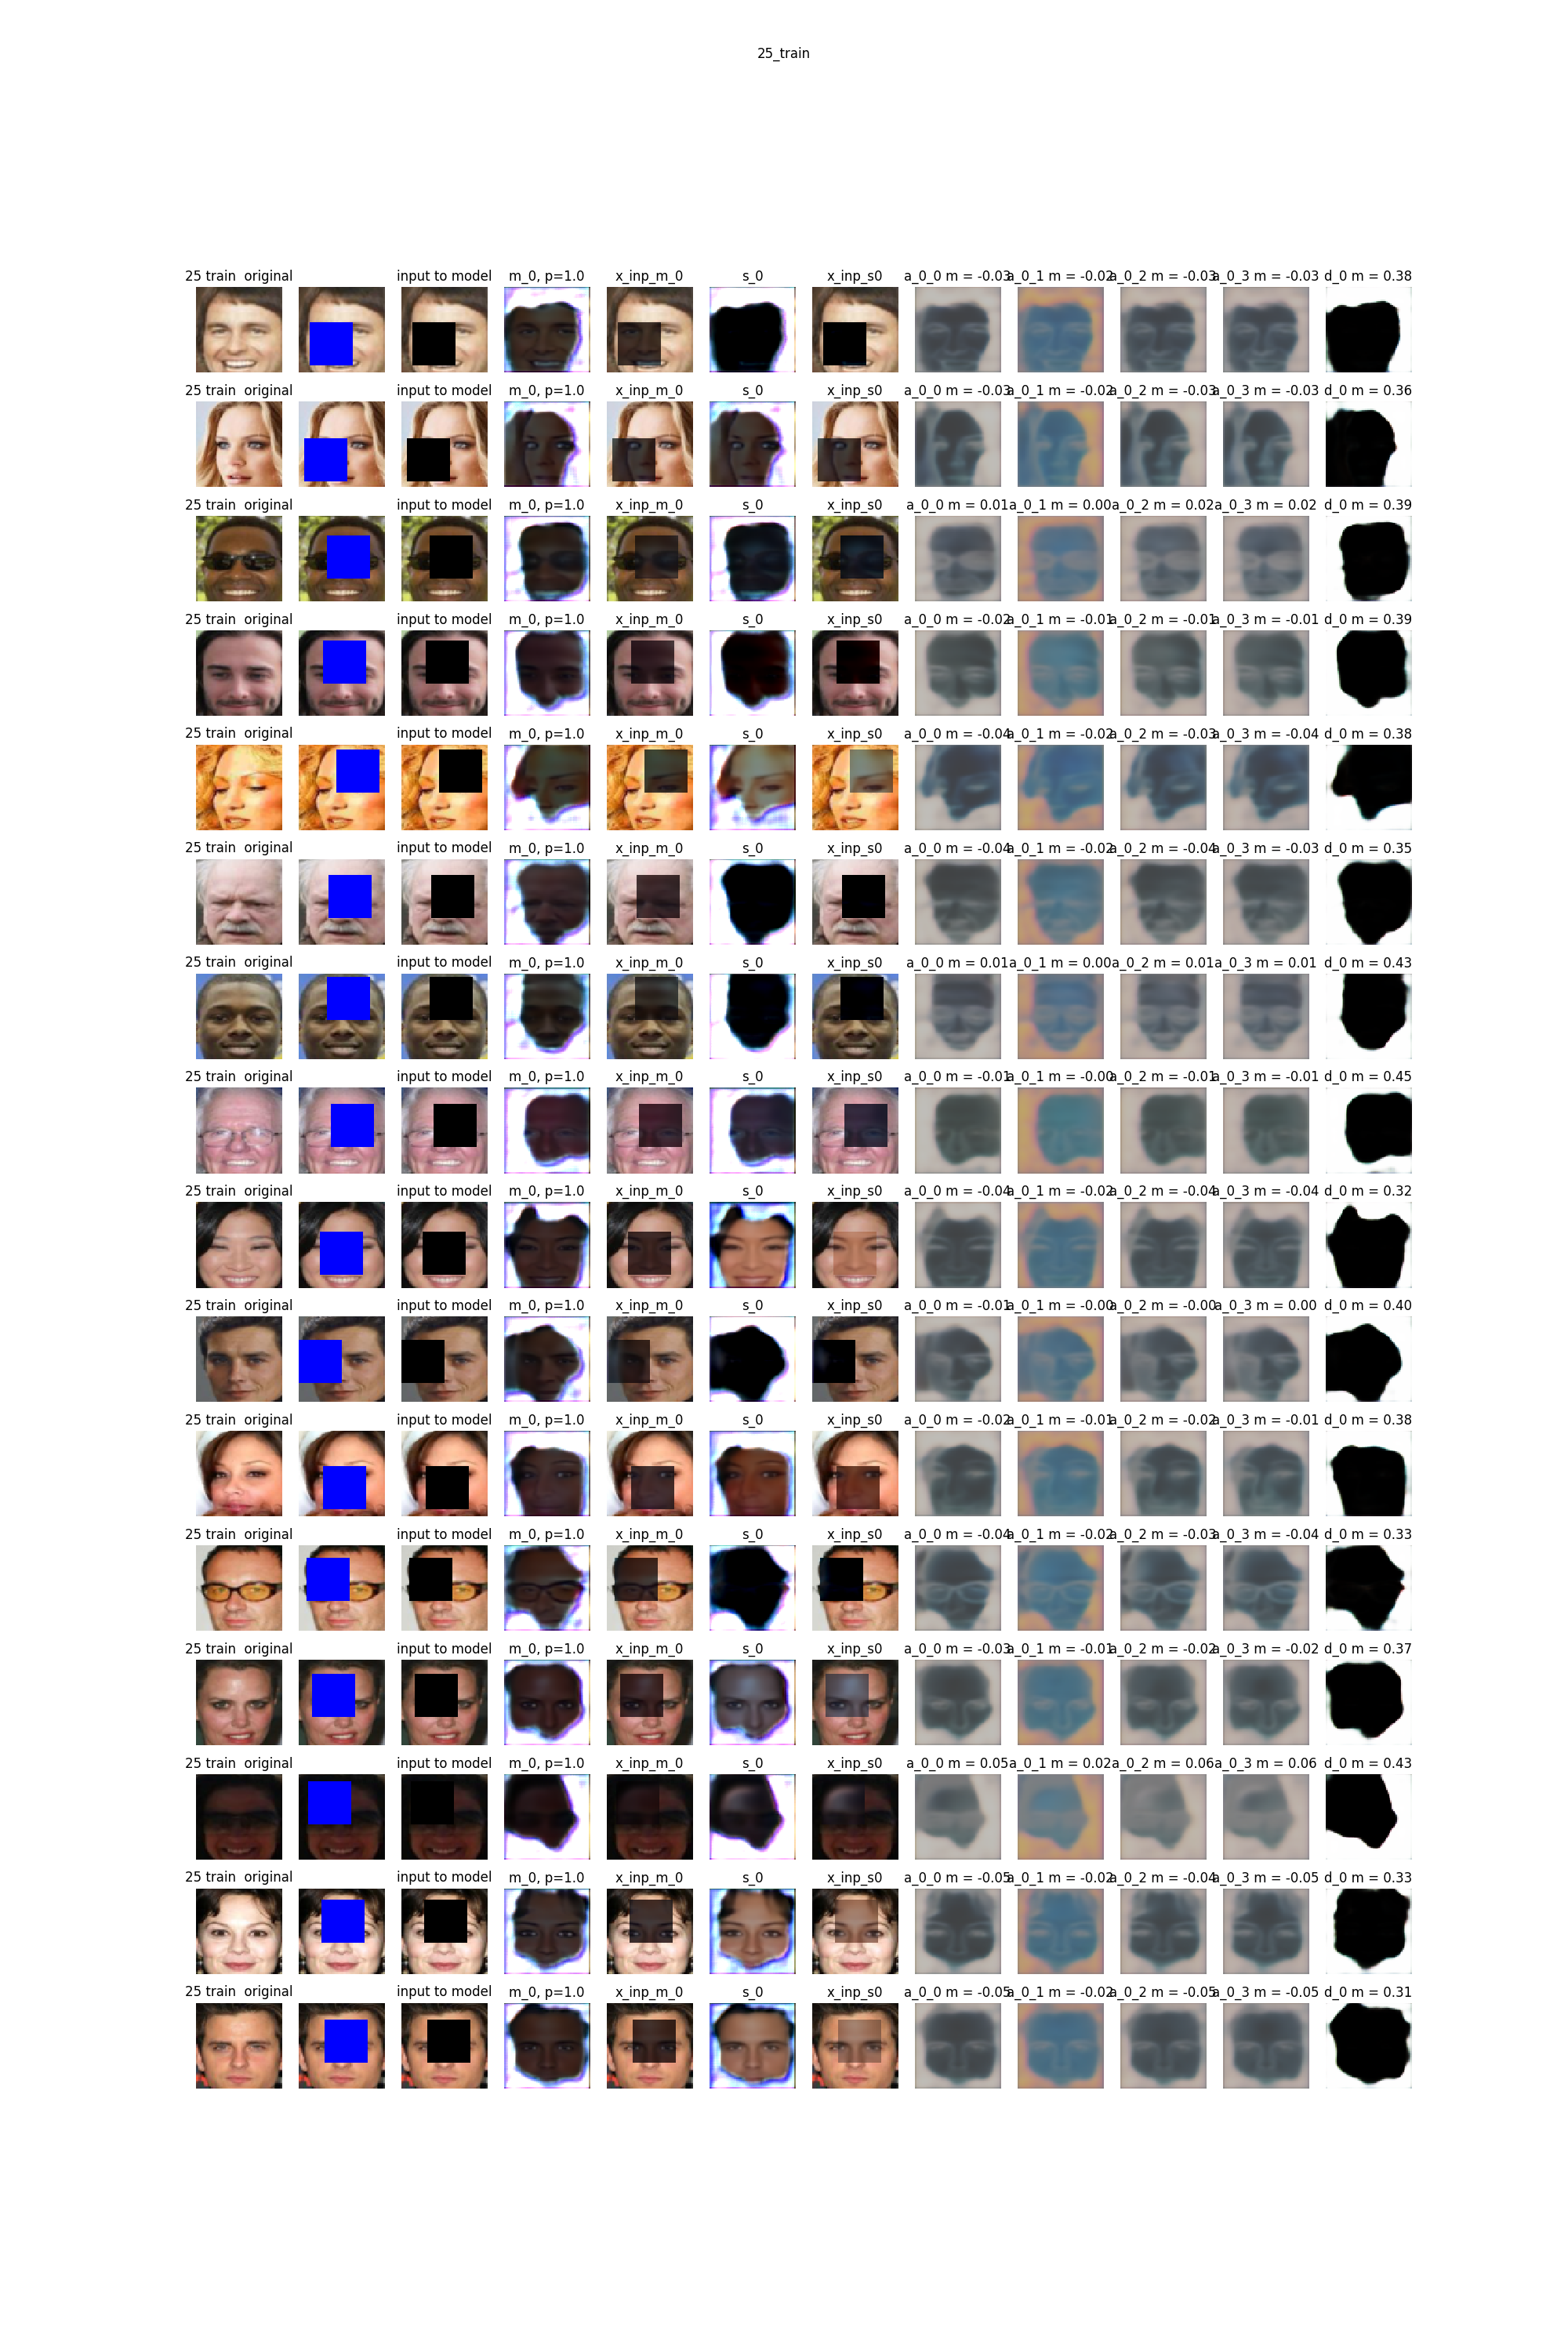 25_train
25 train original input to model m_0, p=1.0 x_inp_m_0 s_0 x_inp_s0 a_0_0 m = -0.03 a_0_1 m = -0.02 a_0_2 m = -0.03 a_0_3 m = -0.03 d_0 m = 0.38
25 train original input to model m_0, p=1.0 x_inp_m_0 s_0 x_inp_s0 a_0_0 m = -0.03 a_0_1 m = -0.02 a_0_2 m = -0.03 a_0_3 m = -0.03 d_0 m = 0.36
25 train original input to model m_0, p=1.0 x_inp_m_0 s_0 x_inp_s0 a_0_0 m = 0.01 a_0_1 m = 0.00 a_0_2 m = 0.02 a_0_3 m = 0.02 d_0 m = 0.39
25 train original input to model m_0, p=1.0 x_inp_m_0 s_0 x_inp_s0 a_0_0 m = -0.02 a_0_1 m = -0.01 a_0_2 m = -0.01 a_0_3 m = -0.01 d_0 m = 0.39
25 train original input to model m_0, p=1.0 x_inp_m_0 s_0 x_inp_s0 a_0_0 m = -0.04 a_0_1 m = -0.02 a_0_2 m = -0.03 a_0_3 m = -0.04 d_0 m = 0.38
25 train original input to model m_0, p=1.0 x_inp_m_0 s_0 x_inp_s0 a_0_0 m = -0.04 a_0_1 m = -0.02 a_0_2 m = -0.04 a_0_3 m = -0.03 d_0 m = 0.35
25 train original input to model m_0, p=1.0 x_inp_m_0 s_0 x_inp_s0 a_0_0 m = 0.01 a_0_1 m = 0.00 a_0_2 m = 0.01 a_0_3 m = 0.01 d_0 m = 0.43
25 train original input to model m_0, p=1.0 x_inp_m_0 s_0 x_inp_s0 a_0_0 m = -0.01 a_0_1 m = -0.00 a_0_2 m = -0.01 a_0_3 m = -0.01 d_0 m = 0.45
25 train original input to model m_0, p=1.0 x_inp_m_0 s_0 x_inp_s0 a_0_0 m = -0.04 a_0_1 m = -0.02 a_0_2 m = -0.04 a_0_3 m = -0.04 d_0 m = 0.32
25 train original input to model m_0, p=1.0 x_inp_m_0 s_0 x_inp_s0 a_0_0 m = -0.01 a_0_1 m = -0.00 a_0_2 m = -0.00 a_0_3 m = 0.00 d_0 m = 0.40
25 train original input to model m_0, p=1.0 x_inp_m_0 s_0 x_inp_s0 a_0_0 m = -0.02 a_0_1 m = -0.01 a_0_2 m = -0.02 a_0_3 m = -0.01 d_0 m = 0.38
25 train original input to model m_0, p=1.0 x_inp_m_0 s_0 x_inp_s0 a_0_0 m = -0.04 a_0_1 m = -0.02 a_0_2 m = -0.03 a_0_3 m = -0.04 d_0 m = 0.33
25 train original input to model m_0, p=1.0 x_inp_m_0 s_0 x_inp_s0 a_0_0 m = -0.03 a_0_1 m = -0.01 a_0_2 m = -0.02 a_0_3 m = -0.02 d_0 m = 0.37
25 train original input to model m_0, p=1.0 x_inp_m_0 s_0 x_inp_s0 a_0_0 m = 0.05 a_0_1 m = 0.02 a_0_2 m = 0.06 a_0_3 m = 0.06 d_0 m = 0.43
25 train original input to model m_0, p=1.0 x_inp_m_0 s_0 x_inp_s0 a_0_0 m = -0.05 a_0_1 m = -0.02 a_0_2 m = -0.04 a_0_3 m = -0.05 d_0 m = 0.33
25 train original input to model m_0, p=1.0 x_inp_m_0 s_0 x_inp_s0 a_0_0 m = -0.05 a_0_1 m = -0.02 a_0_2 m = -0.05 a_0_3 m = -0.05 d_0 m = 0.31